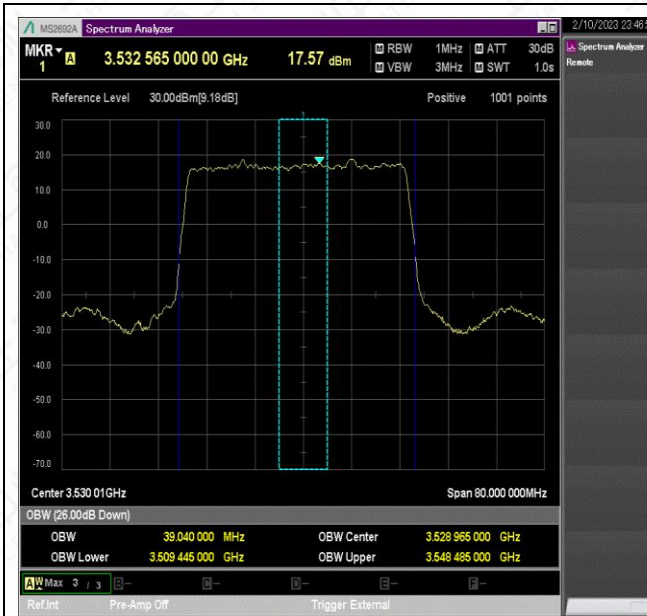 MS2692A Spectrum Analyzer
2/10/2023 23:46:5
MKR 1 A 3.532 565 000 00 GHz 17.57 dBm
M RBW 1MHz M ATT 30dB
M VBW 3MHz M SWT 1.0s
Spectrum Analyzer
Remote
Reference Level 30.00dBm[9.18dB] Positive 1001 points
30.0
20.0
10.0
0.0
-10.0
-20.0
-30.0
-40.0
-50.0
-60.0
-70.0
Center 3.530 01GHz Span 80.000 000MHz
OBW (26.00dB Down)
OBW 39.040 000 MHz OBW Center 3.528 965 000 GHz
OBW Lower 3.509 445 000 GHz OBW Upper 3.548 485 000 GHz
A W Max 3 / 3 B- C- D- E- F-
Ref.Int Pre-Amp Off Trigger External